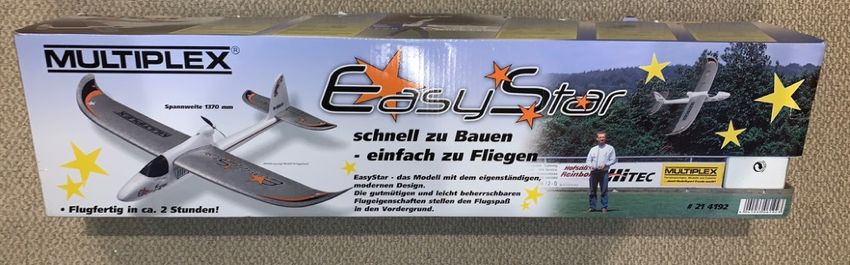 MULTIPLEX®
Spannweite 1370 mm
MULTIPLEX
EasyStar
• Flugfertig in ca. 2 Stunden!
EasyStar
schnell zu Bauen
- einfach zu Fliegen
EasyStar - das Modell mit dem eigenständigen,
modernen Design.
Die gutmütigen und leicht beherrschbaren
Flugeigenschaften stellen den Flugspaß
in den Vordergrund.
HiTEC
MULTIPLEX
# 21 4192